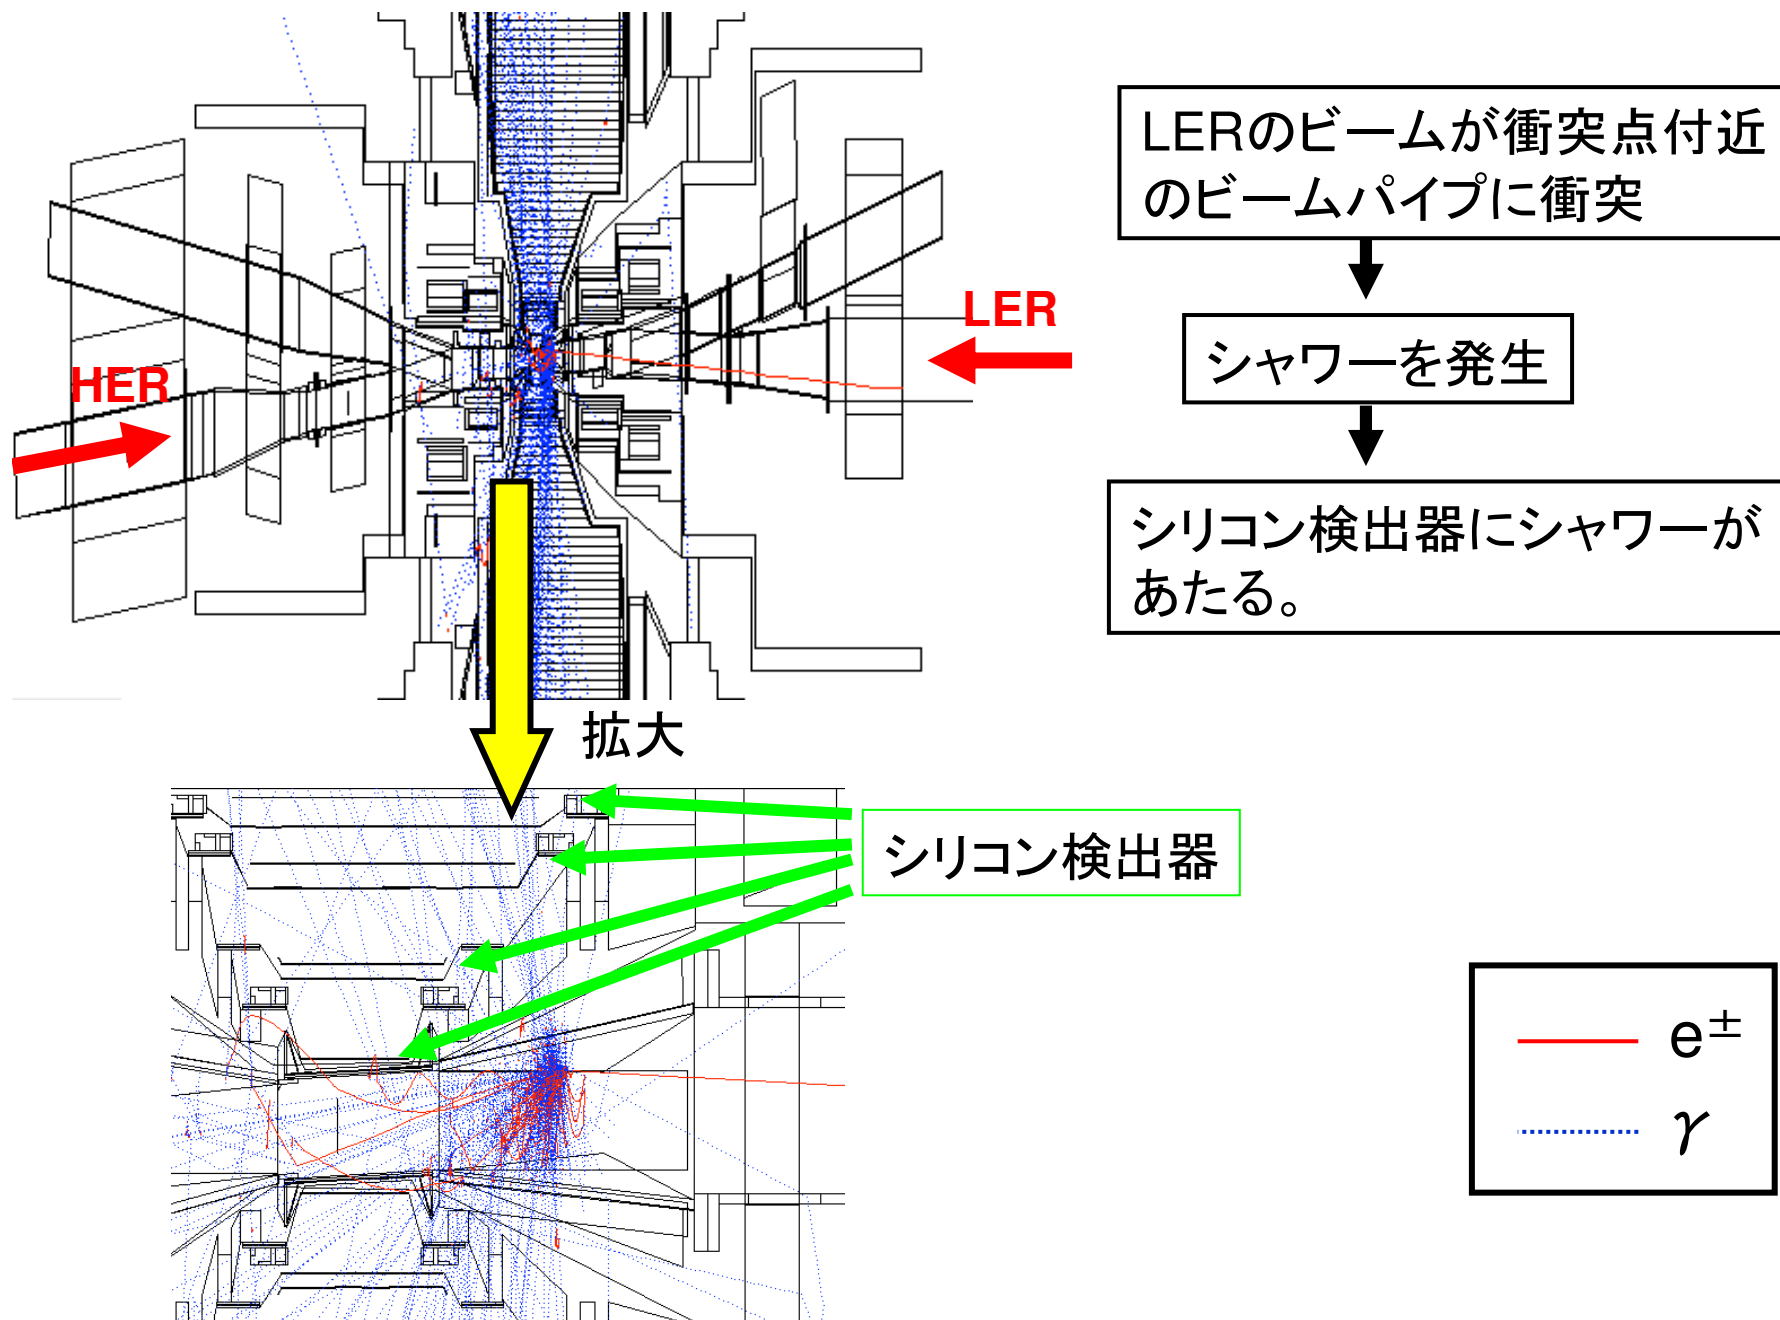 LERのビームが衝突点付近
のビームパイプに衝突
LER
シャワーを発生
HER
シリコン検出器にシャワーが
あたる。
拡大
シリコン検出器
e±
γ